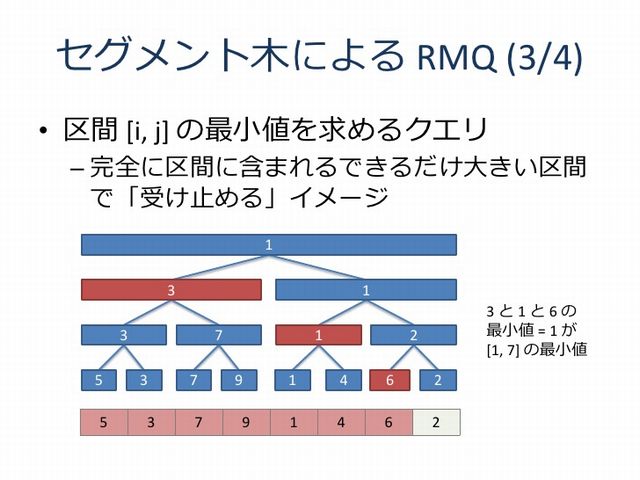 セグメント木による RMQ (3/4)
• 区間 [i, j] の最小値を求めるクエリ
– 完全に区間に含まれるできるだけ大きい区間
で「受け止める」イメージ
1
3 1
3 7 1 2
5 3 7 9 1 4 6 2
5 3 7 9 1 4 6 2
3 と 1 と 6 の
最小値 = 1 が
[1, 7] の最小値